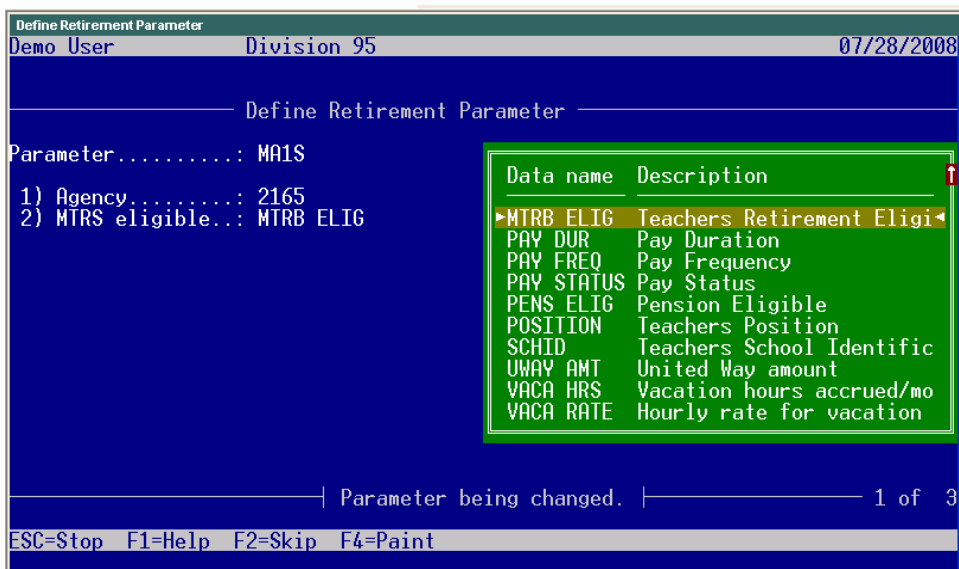 Define Retirement Parameter
Demo User Division 95 07/28/2008
Define Retirement Parameter
Parameter..........: MA1S
1) Agency.........: 2165
2) MTRS eligible..: MTRB ELIG
Data name Description ↑
►MTRB ELIG Teachers Retirement Eligi◄
PAY DUR Pay Duration
PAY FREQ Pay Frequency
PAY STATUS Pay Status
PENS ELIG Pension Eligible
POSITION Teachers Position
SCHID Teachers School Identific
UWAY AMT United Way amount
VACA HRS Vacation hours accrued/mo
VACA RATE Hourly rate for vacation
Parameter being changed. 1 of 3
ESC=Stop F1=Help F2=Skip F4=Paint